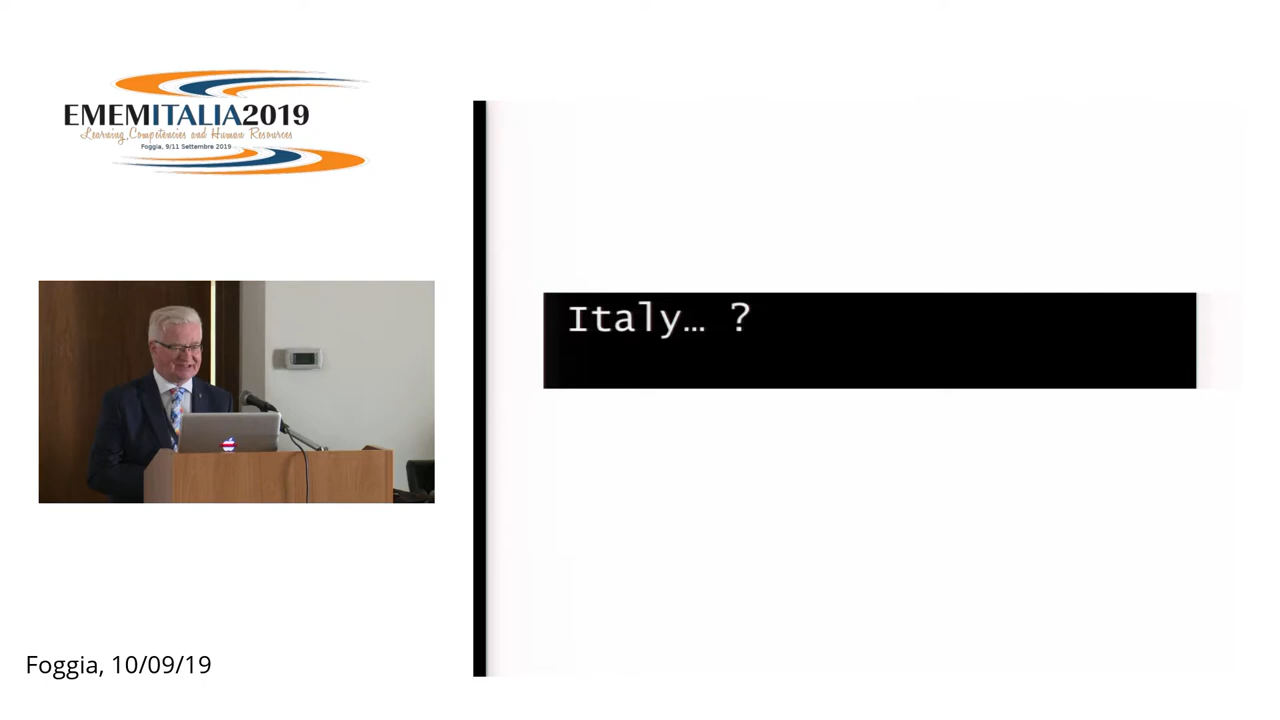 EMEMITALIA2019
Learning, Competencies and Human Resources
Foggia, 9/11 Settembre 2019
Italy… ?
Foggia, 10/09/19